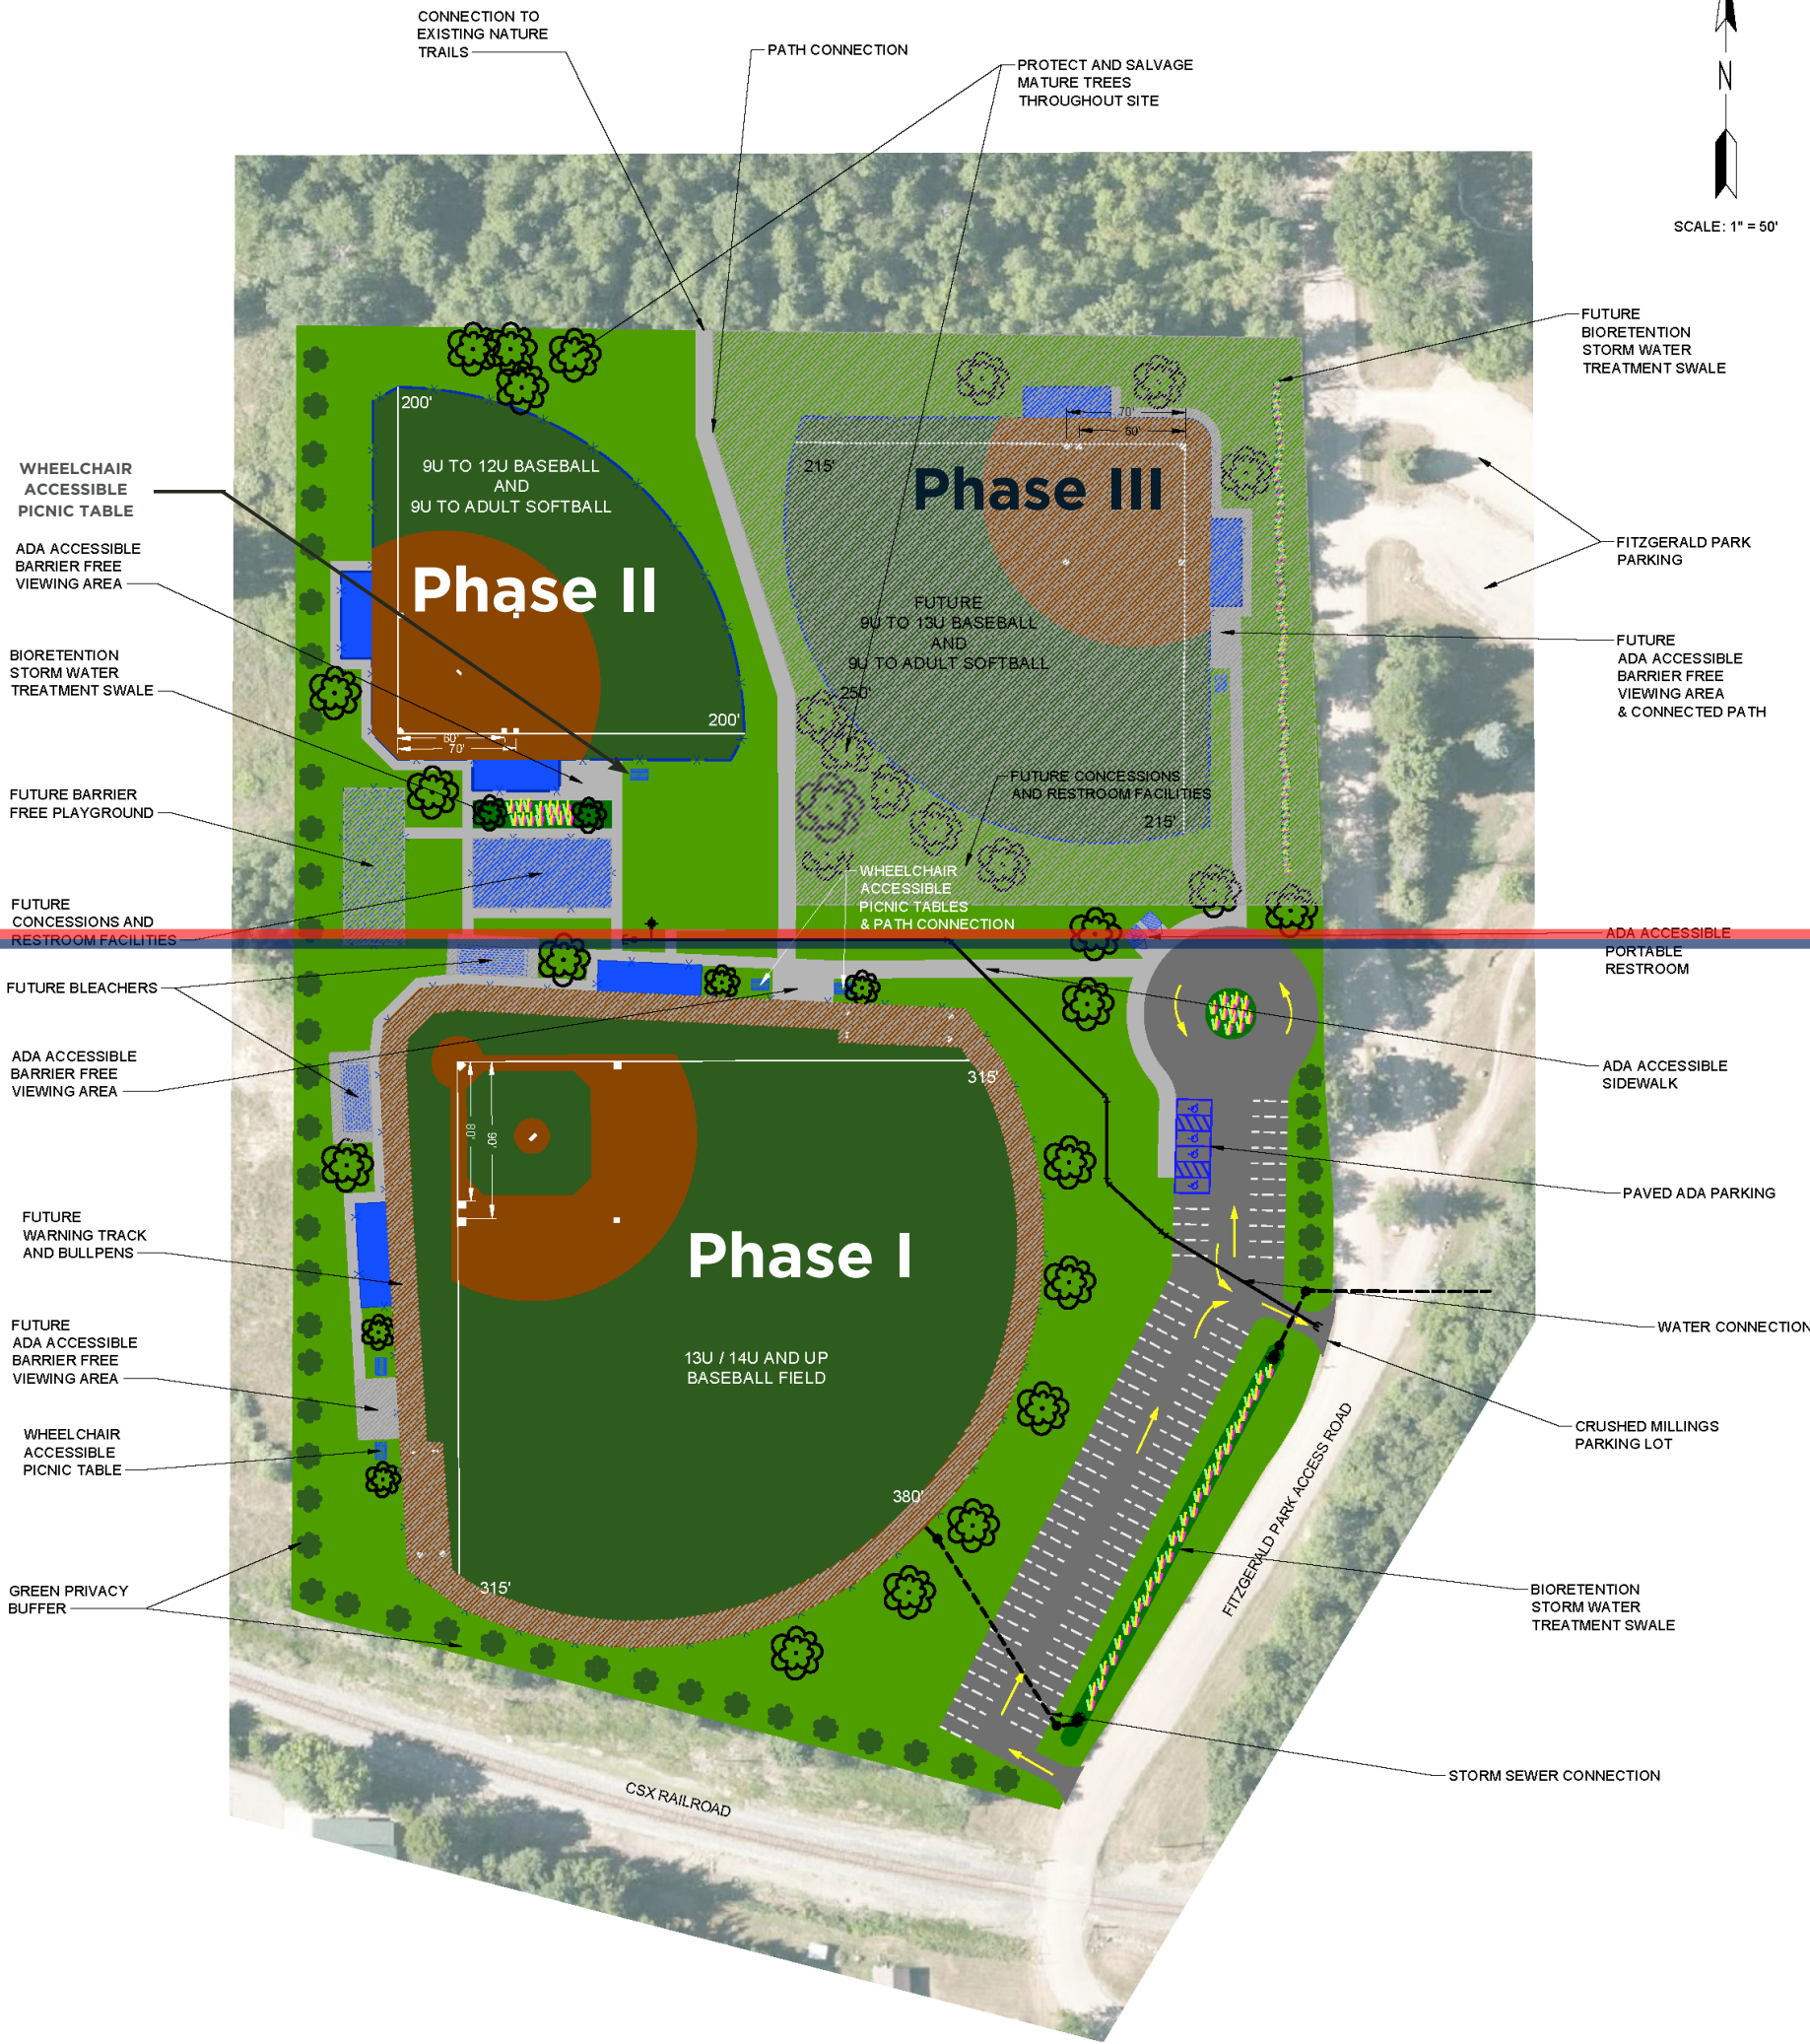 CONNECTION TO
EXISTING NATURE
TRAILS
PATH CONNECTION
PROTECT AND SALVAGE
MATURE TREES
THROUGHOUT SITE
N
SCALE: 1" = 50'
FUTURE
BIORETENTION
STORM WATER
TREATMENT SWALE
200'
9U TO 12U BASEBALL
AND
9U TO ADULT SOFTBALL
Phase II
200'
60'
70'
70'
60'
215'
Phase III
FUTURE
9U TO 13U BASEBALL
AND
9U TO ADULT SOFTBALL
250'
215'
FUTURE CONCESSIONS
AND RESTROOM FACILITIES
WHEELCHAIR
ACCESSIBLE
PICNIC TABLE
ADA ACCESSIBLE
BARRIER FREE
VIEWING AREA
BIORETENTION
STORM WATER
TREATMENT SWALE
FUTURE BARRIER
FREE PLAYGROUND
FUTURE
CONCESSIONS AND
RESTROOM FACILITIES
FUTURE BLEACHERS
ADA ACCESSIBLE
BARRIER FREE
VIEWING AREA
FUTURE
WARNING TRACK
AND BULLPENS
FUTURE
ADA ACCESSIBLE
BARRIER FREE
VIEWING AREA
WHEELCHAIR
ACCESSIBLE
PICNIC TABLE
GREEN PRIVACY
BUFFER
FITZGERALD PARK
PARKING
FUTURE
ADA ACCESSIBLE
BARRIER FREE
VIEWING AREA
& CONNECTED PATH
WHEELCHAIR
ACCESSIBLE
PICNIC TABLES
& PATH CONNECTION
ADA ACCESSIBLE
PORTABLE
RESTROOM
ADA ACCESSIBLE
SIDEWALK
PAVED ADA PARKING
WATER CONNECTION
CRUSHED MILLINGS
PARKING LOT
BIORETENTION
STORM WATER
TREATMENT SWALE
STORM SEWER CONNECTION
315'
80'
90'
Phase I
13U / 14U AND UP
BASEBALL FIELD
380'
315'
FITZGERALD PARK ACCESS ROAD
CSX RAILROAD